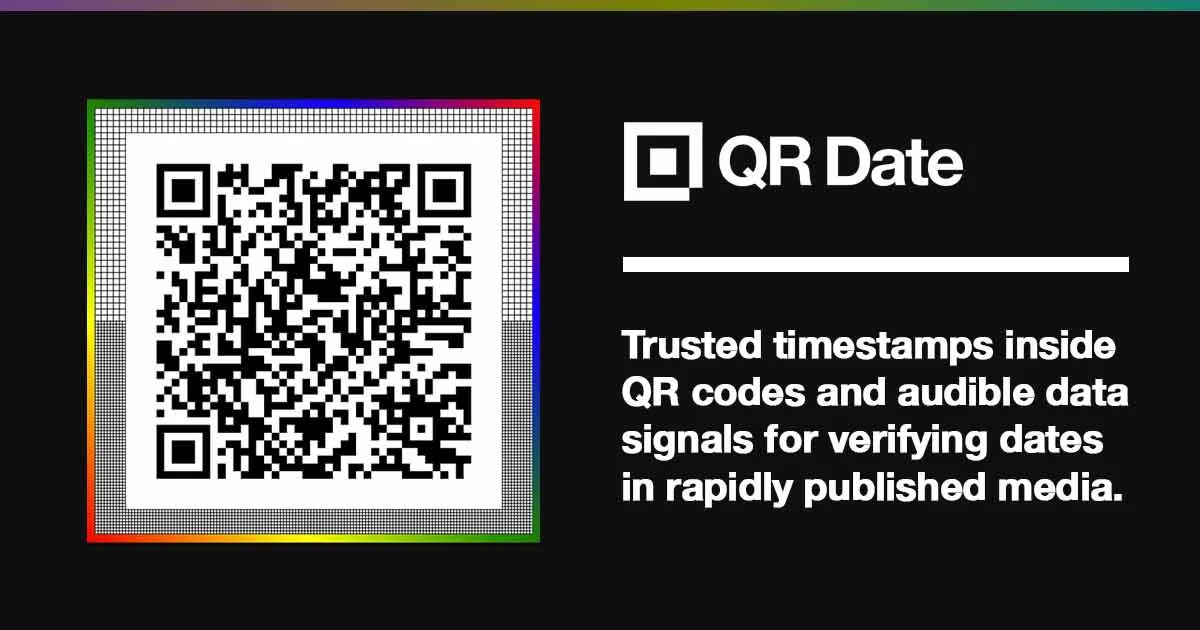 QR Date
Trusted timestamps inside
QR codes and audible data
signals for verifying dates
in rapidly published media.